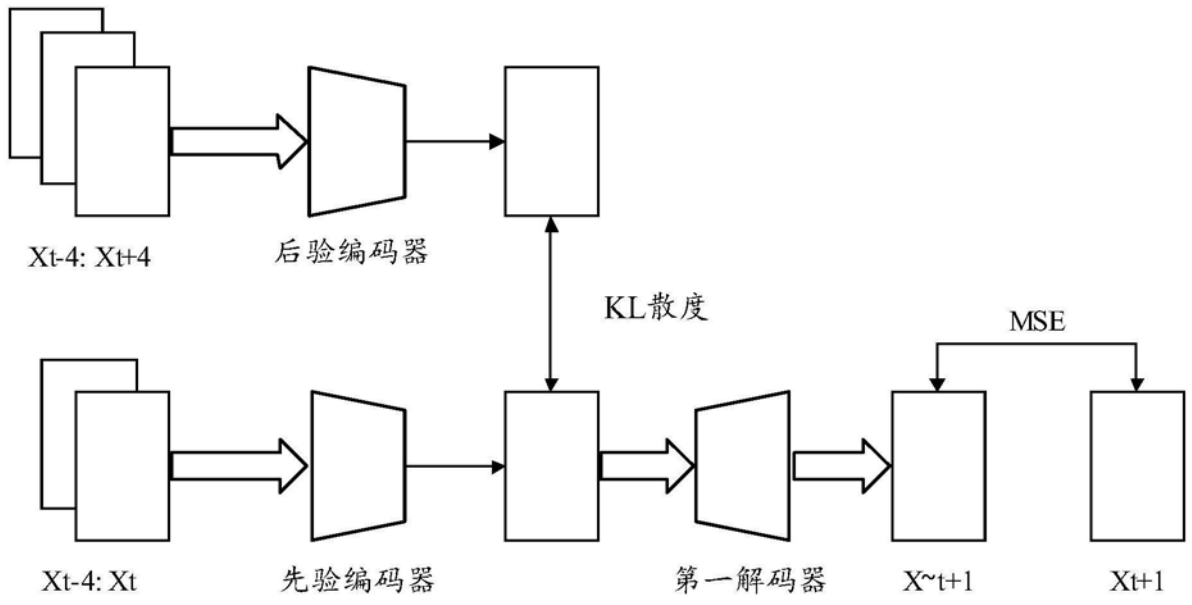 Xt-4: Xt+4
后验编码器
KL散度
MSE
Xt-4: Xt
先验编码器
第一解码器
X~t+1
Xt+1